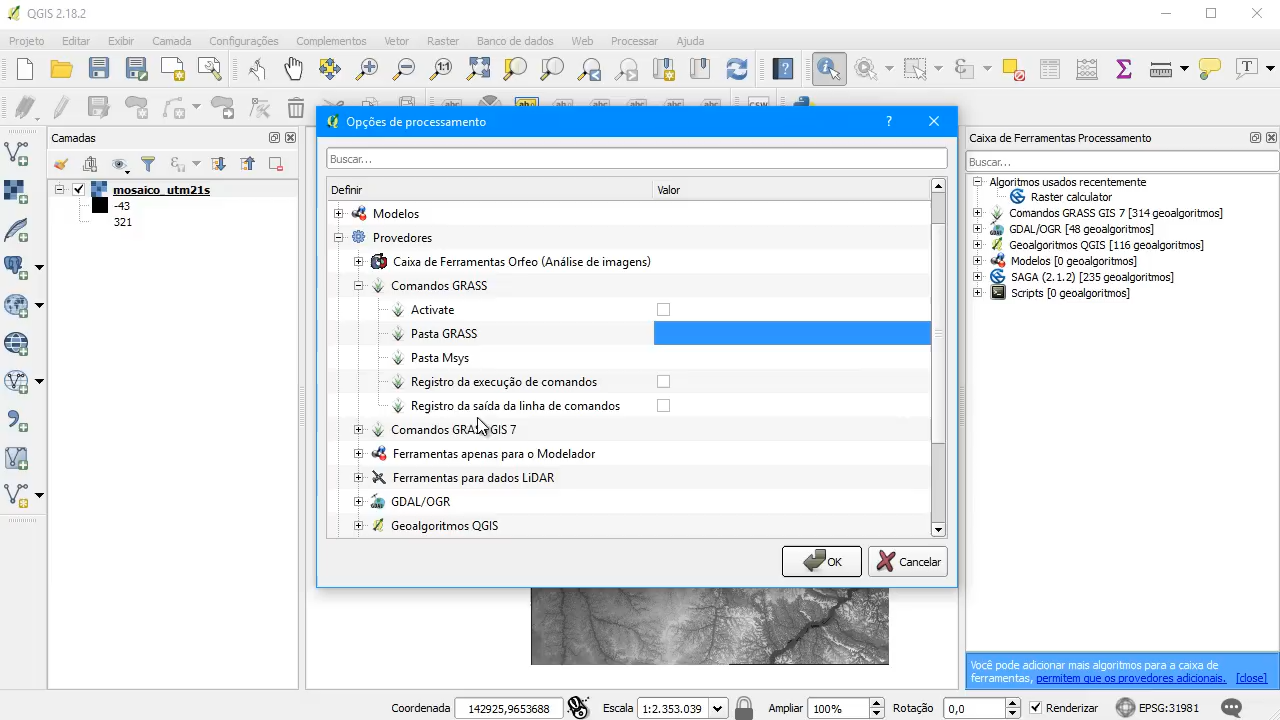 QGIS 2.18.2
Projeto Editar Exibir Camada Configurações Complementos Vetor Raster Banco de dados Web Processar Ajuda
Camadas
mosaico_utm21s
-43
321
Opções de processamento
Buscar...
Definir Valor
Modelos
Provedores
Caixa de Ferramentas Orfeo (Análise de imagens)
Comandos GRASS
Activate
Pasta GRASS
Pasta Msys
Registro da execução de comandos
Registro da saída da linha de comandos
Comandos GRASS GIS 7
Ferramentas apenas para o Modelador
Ferramentas para dados LiDAR
GDAL/OGR
Geoalgoritmos QGIS
OK Cancelar
Caixa de Ferramentas Processamento
Buscar...
Algoritmos usados recentemente
Raster calculator
Comandos GRASS GIS 7 [314 geoalgoritmos]
GDAL/OGR [48 geoalgoritmos]
Geoalgoritmos QGIS [116 geoalgoritmos]
Modelos [0 geoalgoritmos]
SAGA (2.1.2) [235 geoalgoritmos]
Scripts [0 geoalgoritmos]
Você pode adicionar mais algoritmos para a caixa de
ferramentas, permitem que os provedores adicionais. [close]
Coordenada 142925,9653688 Escala 1:2.353.039 Ampliar 100% Rotação 0,0 Renderizar EPSG:31981